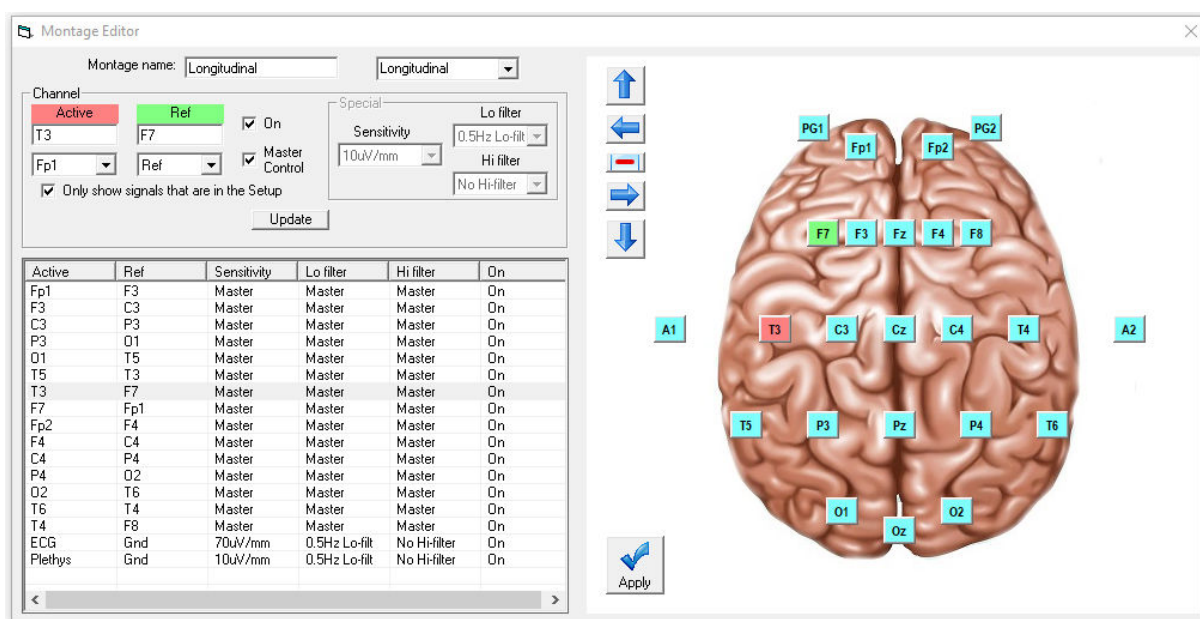 Montage Editor
Montage name: Longitudinal Longitudinal
Channel
Active Ref
T3 F7
On
Fp1 Ref
Master Control
Only show signals that are in the Setup
Update
Special
Sensitivity
10uV/mm
Lo filter
0.5Hz Lo-filt
Hi filter
No Hi-filter
Active Ref Sensitivity Lo filter Hi filter On
Fp1 F3 Master Master Master On
F3 C3 Master Master Master On
C3 P3 Master Master Master On
P3 O1 Master Master Master On
O1 T5 Master Master Master On
T5 T3 Master Master Master On
T3 F7 Master Master Master On
F7 Fp1 Master Master Master On
Fp2 F4 Master Master Master On
F4 C4 Master Master Master On
C4 P4 Master Master Master On
P4 O2 Master Master Master On
O2 T6 Master Master Master On
T6 T4 Master Master Master On
T4 F8 Master Master Master On
ECG Gnd 70uV/mm 0.5Hz Lo-filt No Hi-filter On
Plethys Gnd 10uV/mm 0.5Hz Lo-filt No Hi-filter On
PG1 PG2
Fp1 Fp2
F7 F3 Fz F4 F8
A1 T3 C3 Cz C4 T4 A2
T5 P3 Pz P4 T6
O1 O2
Oz
Apply